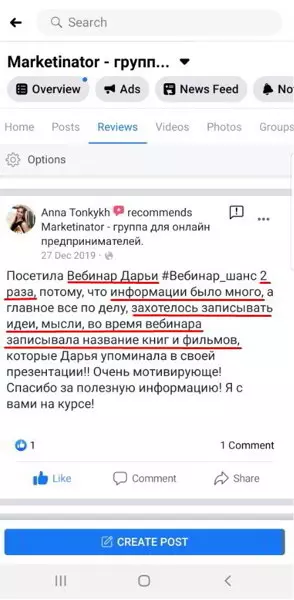 Search
Marketinator - групп...
Overview Ads News Feed No
Home Posts Reviews Videos Photos Groups
Options
Anna Tonkykh recommends
Marketinator - группа для онлайн
предпринимателей.
27 Dec 2019
Посетила Вебинар Дарьи #Вебинар_шанс 2
раза, потому, что информации было много, а
главное все по делу, захотелось записывать
идеи, мысли, во время вебинара
записывала название книг и фильмов,
которые Дарья упоминала в своей
презентации!! Очень мотивирующе!
Спасибо за полезную информацию! Я с
вами на курсе!
1 1 Comment
Like Comment Share
CREATE POST